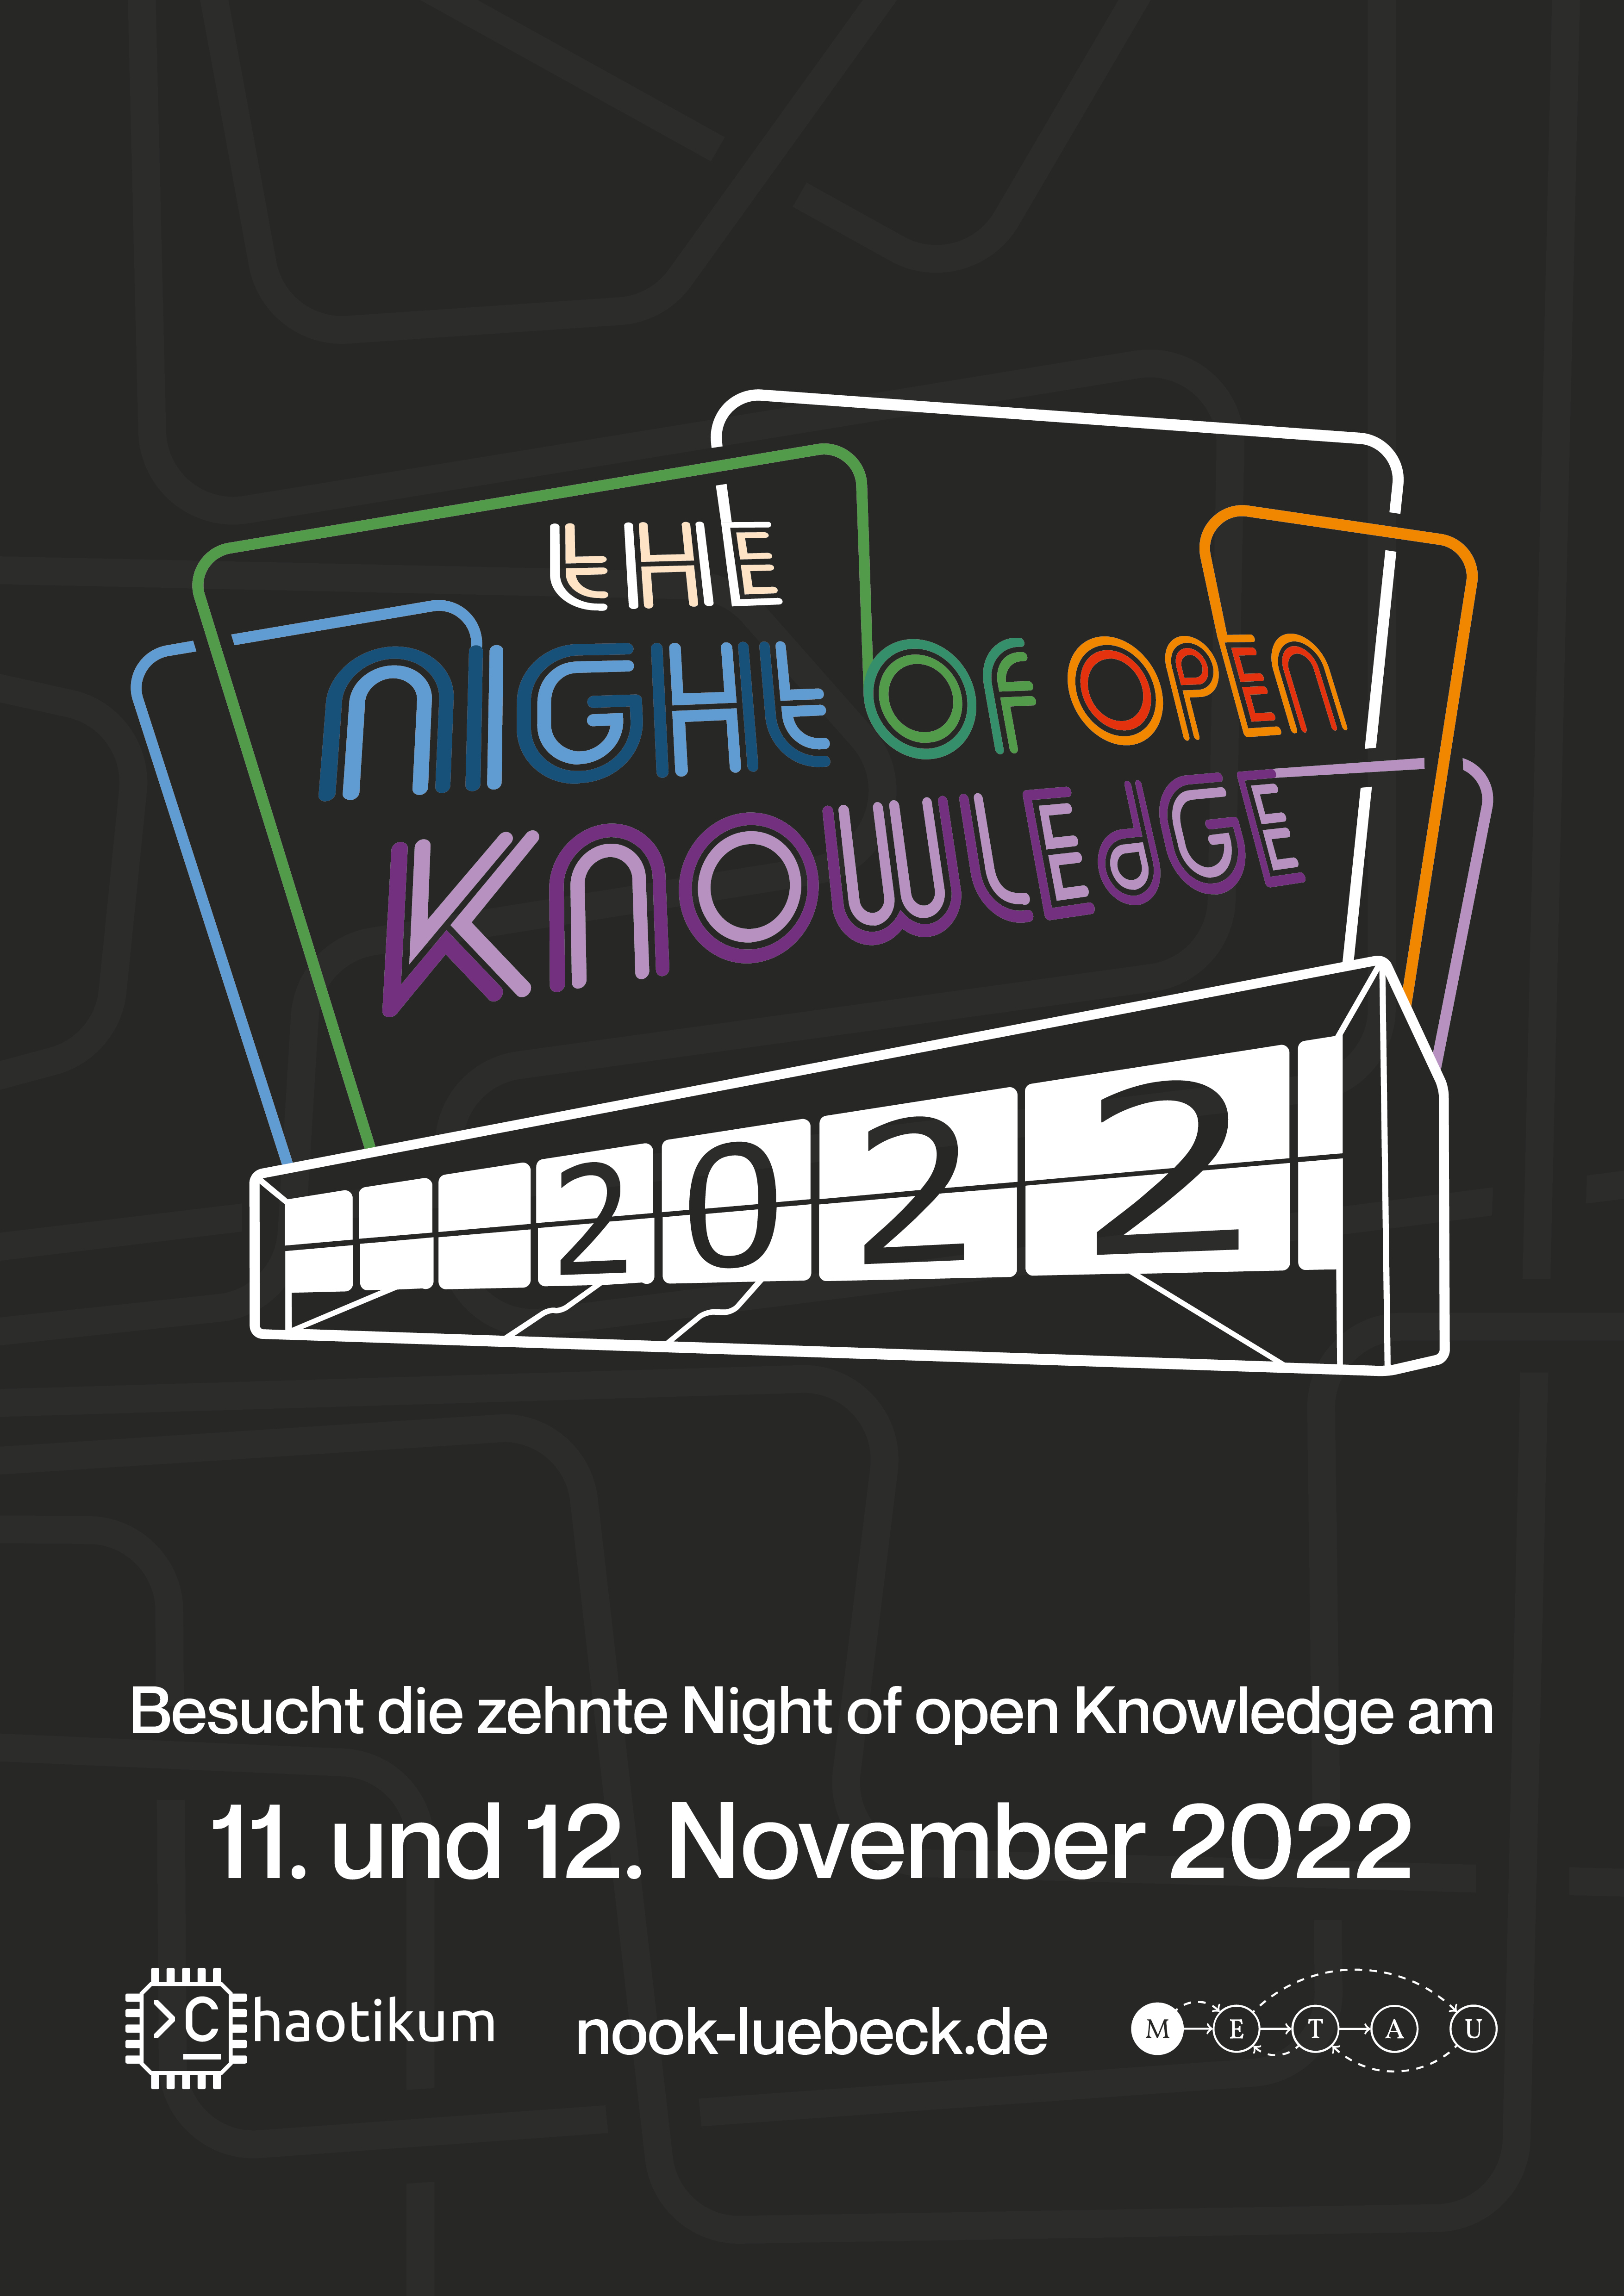 tHE
nIGHt OF OPEn
KnOWLEdGE
2022
Besucht die zehnte Night of open Knowledge am
11. und 12. November 2022
>C haotikum
nook-luebeck.de
M E T A U